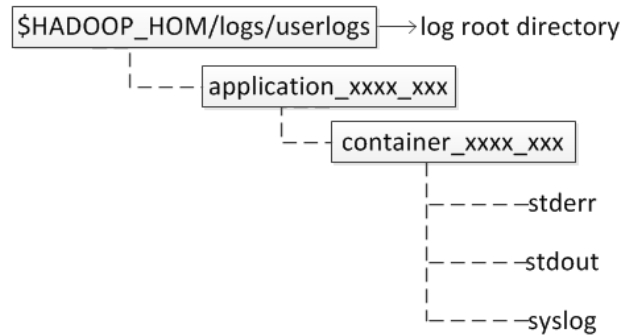 $HADOOP_HOM/logs/userlogs log root directory
application_xxxx_xxx
container_xxxx_xxx
stderr
stdout
syslog